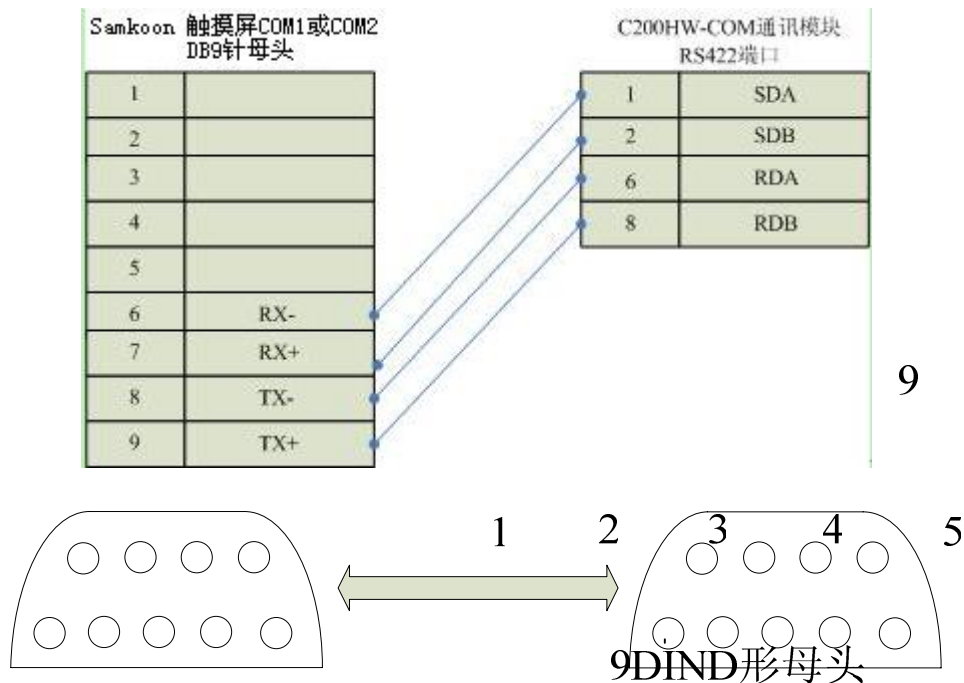 Samkoon 触摸屏COM1或COM2
DB9针母头
C200HW-COM通讯模块
RS422端口
1
2
3
4
5
6 RX-
7 RX+
8 TX-
9 TX+
1 SDA
2 SDB
6 RDA
8 RDB
9
1 2 3 4 5
9DIND形母头